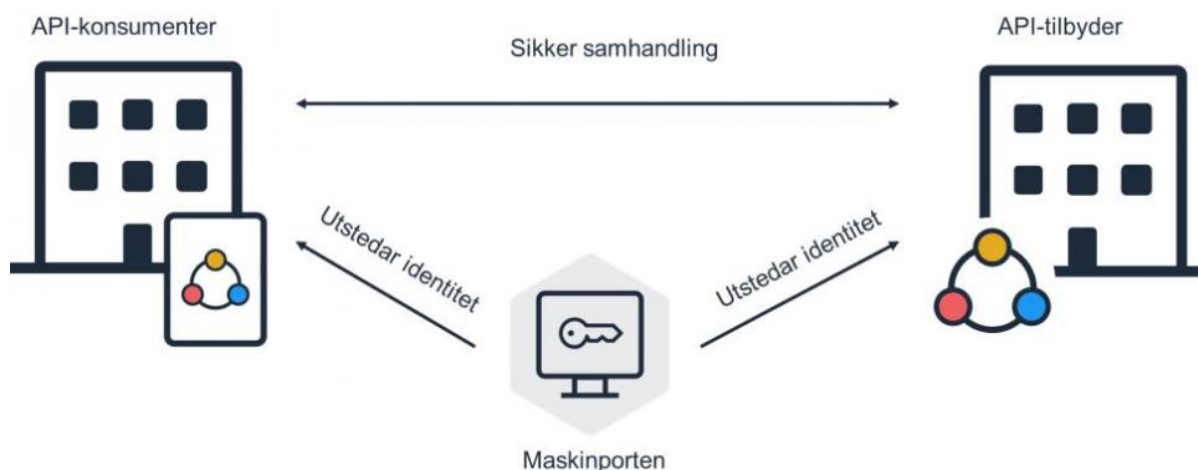 API-konsumenter
API-tilbyder
Sikker samhandling
Utstedar identitet
Utstedar identitet
Maskinporten